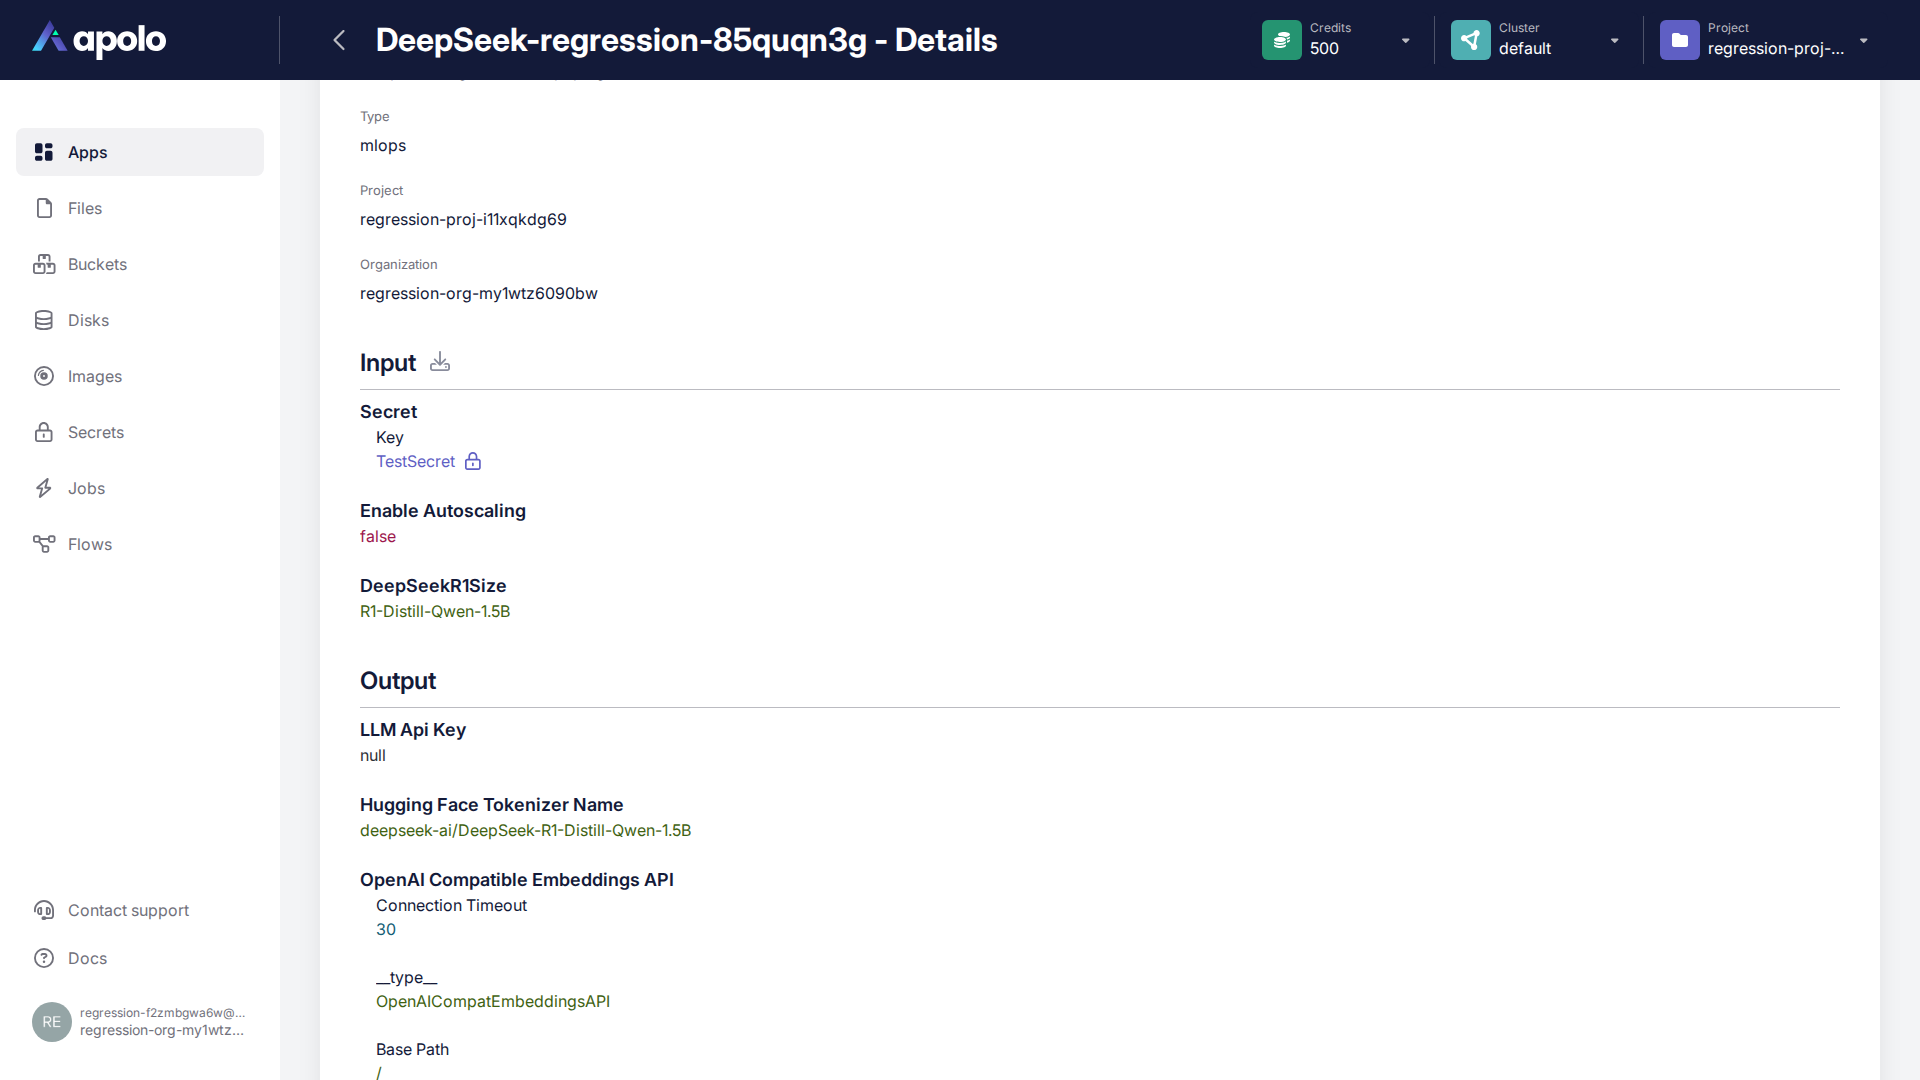 apolo
DeepSeek-regression-85quqn3g - Details
Credits
500
Cluster
default
Project
regression-proj-...
Apps
Files
Buckets
Disks
Images
Secrets
Jobs
Flows
Contact support
Docs
RE
regression-f2zmbgwa6w@...
regression-org-my1wtz...
Type
mlops
Project
regression-proj-i11xqkdg69
Organization
regression-org-my1wtz6090bw
Input
Secret
Key
TestSecret
Enable Autoscaling
false
DeepSeekR1Size
R1-Distill-Qwen-1.5B
Output
LLM Api Key
null
Hugging Face Tokenizer Name
deepseek-ai/DeepSeek-R1-Distill-Qwen-1.5B
OpenAI Compatible Embeddings API
Connection Timeout
30
__type__
OpenAICompatEmbeddingsAPI
Base Path
/